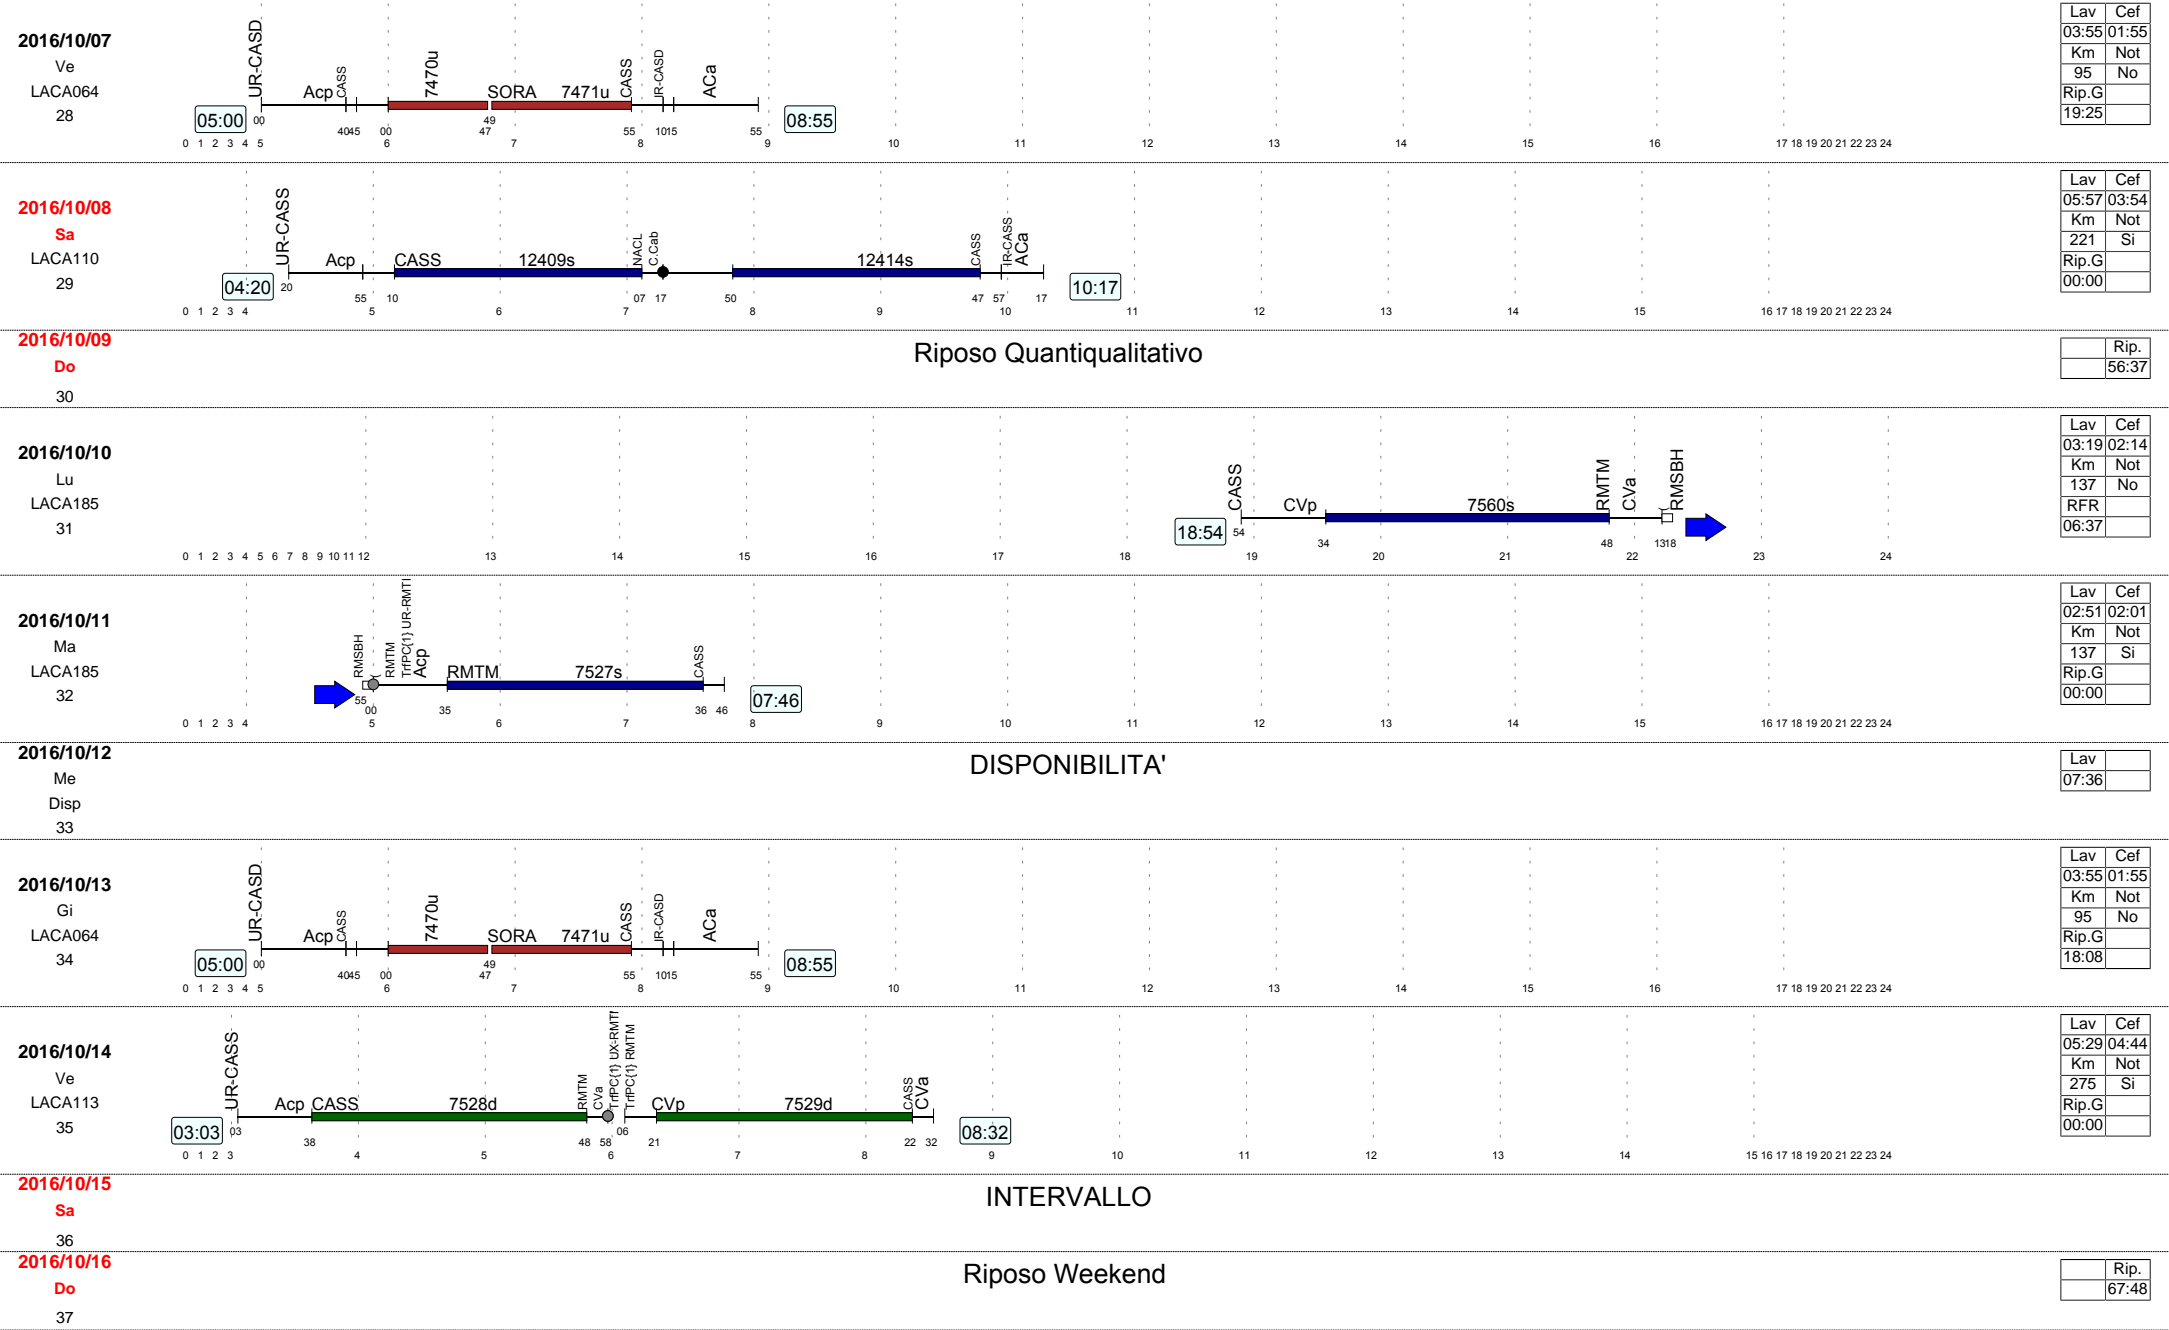 2016/10/07
Ve
LACA064
28
05:00
UR-CASD
Acp
CASS
7470u
SORA
7471u
CASS
IR-CASD
ACa
08:55
00 40 45 00 49 47 55 10 15 55
0 1 2 3 4 5 6 7 8 9 10 11 12 13 14 15 16 17 18 19 20 21 22 23 24
Lav Cef
03:55 01:55
Km Not
95 No
Rip.G
19:25
2016/10/08
Sa
LACA110
29
04:20
UR-CASS
Acp
CASS
12409s
NACL
C.Cab
12414s
CASS
IR-CASS
ACa
10:17
20 55 10 07 17 50 47 57 17
0 1 2 3 4 5 6 7 8 9 10 11 12 13 14 15 16 17 18 19 20 21 22 23 24
Lav Cef
05:57 03:54
Km Not
221 Si
Rip.G
00:00
2016/10/09
Do
30
Riposo Quantiqualitativo
Rip.
56:37
2016/10/10
Lu
LACA185
31
18:54
CASS
CVp
7560s
RMTM
CVa
RMSBH
54 34 48 13 18
0 1 2 3 4 5 6 7 8 9 10 11 12 13 14 15 16 17 18 19 20 21 22 23 24
Lav Cef
03:19 02:14
Km Not
137 No
RFR
06:37
2016/10/11
Ma
LACA185
32
RMSBH
RMTM
TrfPC{1} UR-RMTI
Acp
RMTM
7527s
CASS
07:46
55 00 35 36 46
0 1 2 3 4 5 6 7 8 9 10 11 12 13 14 15 16 17 18 19 20 21 22 23 24
Lav Cef
02:51 02:01
Km Not
137 Si
Rip.G
00:00
2016/10/12
Me
Disp
33
DISPONIBILITA'
Lav
07:36
2016/10/13
Gi
LACA064
34
05:00
UR-CASD
Acp
CASS
7470u
SORA
7471u
CASS
IR-CASD
ACa
08:55
00 40 45 00 49 47 55 10 15 55
0 1 2 3 4 5 6 7 8 9 10 11 12 13 14 15 16 17 18 19 20 21 22 23 24
Lav Cef
03:55 01:55
Km Not
95 No
Rip.G
18:08
2016/10/14
Ve
LACA113
35
03:03
UR-CASS
Acp
CASS
7528d
RMTM
CVa
TrfPC{1} UX-RMTI
TrfPC{1} RMTM
CVp
7529d
CASS
CVa
08:32
03 38 48 58 06 21 22 32
0 1 2 3 4 5 6 7 8 9 10 11 12 13 14 15 16 17 18 19 20 21 22 23 24
Lav Cef
05:29 04:44
Km Not
275 Si
Rip.G
00:00
2016/10/15
Sa
36
INTERVALLO
2016/10/16
Do
37
Riposo Weekend
Rip.
67:48